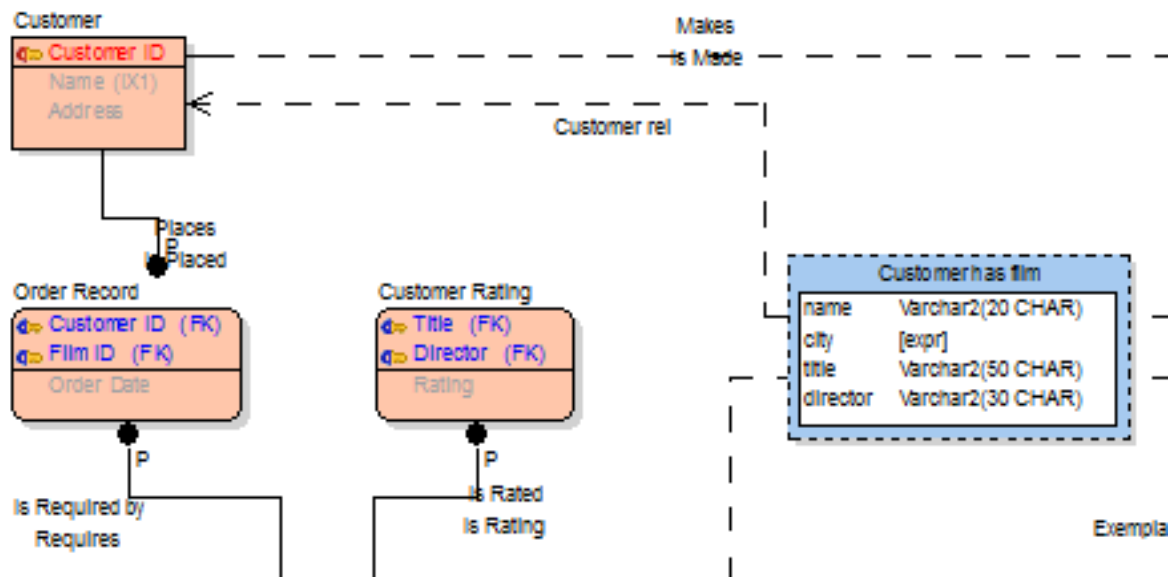 Customer
Customer ID
Name (IX1)
Address
Makes
Is Made
Customer rel
Places
P
Is Placed
Order Record
Customer ID (FK)
Film ID (FK)
Order Date
P
Is Required by
Requires
Customer Rating
Title (FK)
Director (FK)
Rating
P
Is Rated
Is Rating
Customer has film
name Varchar2(20 CHAR)
city [expr]
title Varchar2(50 CHAR)
director Varchar2(30 CHAR)
Exempla